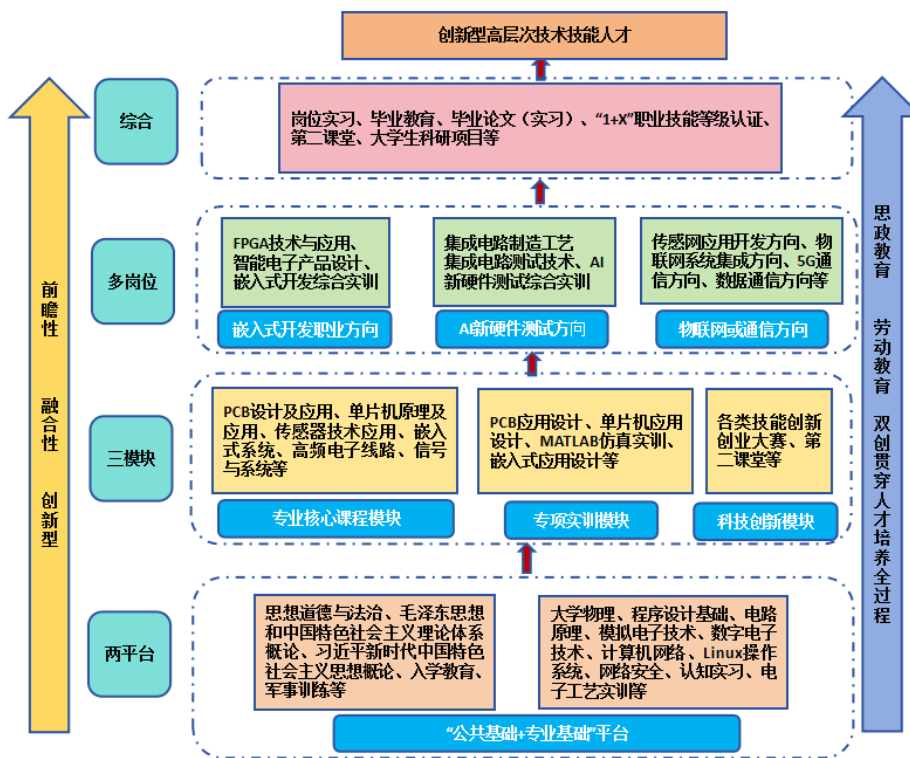 创新型高层次技术技能人才
综合
岗位实习、毕业教育、毕业论文（实习）、“1+X”职业技能等级认证、
第二课堂、大学生科研项目等
多岗位
FPGA技术与应用、
智能电子产品设计、
嵌入式开发综合实训
嵌入式开发职业方向
集成电路制造工艺
集成电路测试技术、AI
新硬件测试综合实训
AI新硬件测试方向
传感网应用开发方向、物
联网系统集成方向、5G通
信方向、数据通信方向等
物联网或通信方向
三模块
PCB设计及应用、单片机原理及
应用、传感器技术应用、嵌入
式系统、高频电子线路、信号
与系统等
专业核心课程模块
PCB应用设计、单片机应用
设计、MATLAB仿真实训、
嵌入式应用设计等
专项实训模块
各类技能创新
创业大赛、第
二课堂等
科技创新模块
两平台
思想道德与法治、毛泽东思想
和中国特色社会主义理论体系
概论、习近平新时代中国特色
社会主义思想概论、入学教育、
军事训练等
大学物理、程序设计基础、电路
原理、模拟电子技术、数字电子
技术、计算机网络、Linux操作
系统、网络安全、认知实习、电
子工艺实训等
“公共基础+专业基础”平台
前瞻性 融合性 创新型
思政教育 劳动教育 双创贯穿人才培养全过程